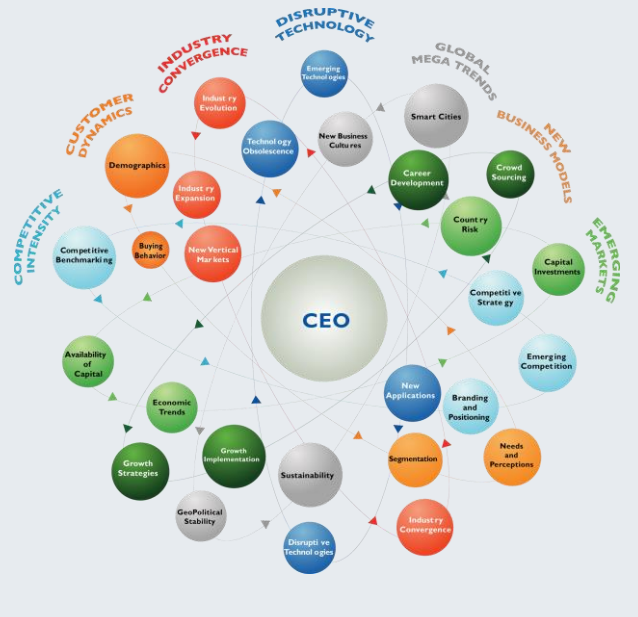 DISRUPTIVE
TECHNOLOGY
INDUSTRY
CONVERGENCE
GLOBAL
MEGA TRENDS
CUSTOMER
DYNAMICS
NEW
BUSINESS MODELS
COMPETITIVE
INTENSITY
EMERGING
MARKETS
Emerging
Technologies
Industry
Evolution
Smart Cities
Technology
Obsolescence
New Business
Cultures
Demographics
Career
Development
Crowd
Sourcing
Industry
Expansion
Country
Risk
Competitive
Benchmarking
Buying
Behavior
New Vertical
Markets
Capital
Investments
Competitive
Strategy
CEO
Availability
of
Capital
Emerging
Competition
Economic
Trends
New
Applications
Branding
and
Positioning
Growth
Strategies
Growth
Implementation
Sustainability
Segmentation
Needs
and
Perceptions
GeoPolitical
Stability
Industry
Convergence
Disruptive
Technologies